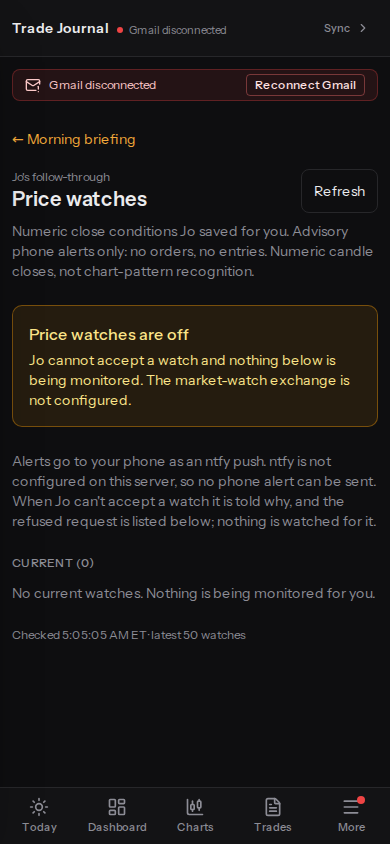 Trade Journal Gmail disconnected Sync
Gmail disconnected Reconnect Gmail
← Morning briefing
Jo's follow-through
Price watches
Refresh
Numeric close conditions Jo saved for you. Advisory
phone alerts only: no orders, no entries. Numeric candle
closes, not chart-pattern recognition.
Price watches are off
Jo cannot accept a watch and nothing below is
being monitored. The market-watch exchange is
not configured.
Alerts go to your phone as an ntfy push. ntfy is not
configured on this server, so no phone alert can be sent.
When Jo can't accept a watch it is told why, and the
refused request is listed below; nothing is watched for it.
CURRENT (0)
No current watches. Nothing is being monitored for you.
Checked 5:05:05 AM ET · latest 50 watches
Today Dashboard Charts Trades More